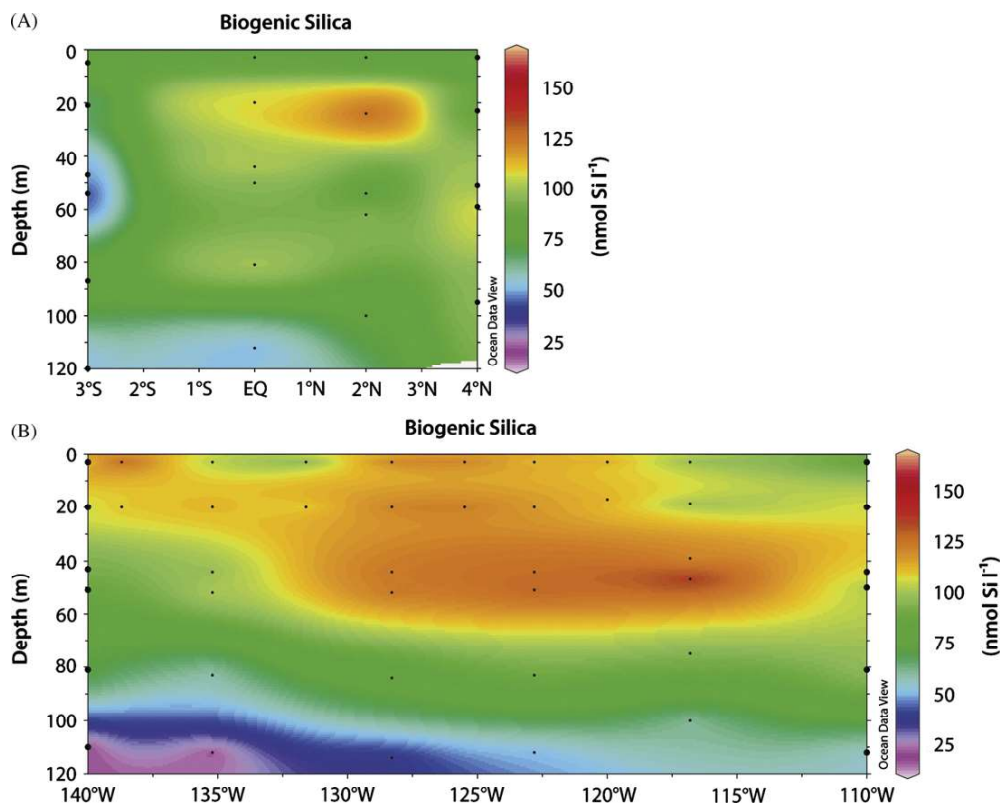 (A)
Biogenic Silica
0
20
40
60
80
100
120
Depth (m)
3°S 2°S 1°S EQ 1°N 2°N 3°N 4°N
Ocean Data View
150
125
100
75
50
25
(nmol Si l⁻¹)
(B)
Biogenic Silica
0
20
40
60
80
100
120
Depth (m)
140°W 135°W 130°W 125°W 120°W 115°W 110°W
Ocean Data View
150
125
100
75
50
25
(nmol Si l⁻¹)